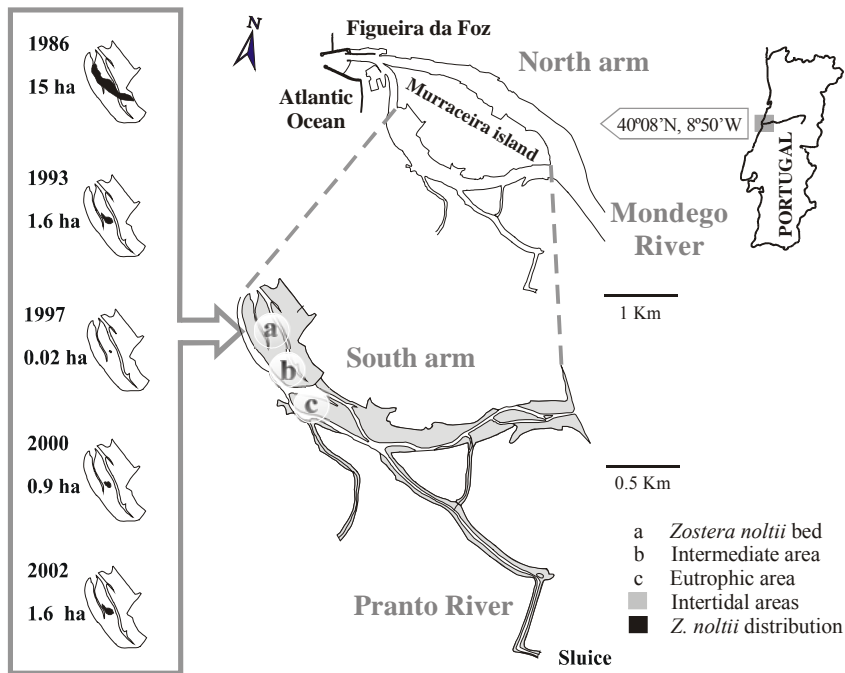 1986
15 ha
1993
1.6 ha
1997
0.02 ha
2000
0.9 ha
2002
1.6 ha
N
Figueira da Foz
Atlantic
Ocean
North arm
Murraceira island
Mondego
River
40º08'N, 8º50'W
PORTUGAL
1 Km
a
b
c
South arm
Pranto River
Sluice
0.5 Km
a Zostera noltii bed
b Intermediate area
c Eutrophic area
Intertidal areas
Z. noltii distribution